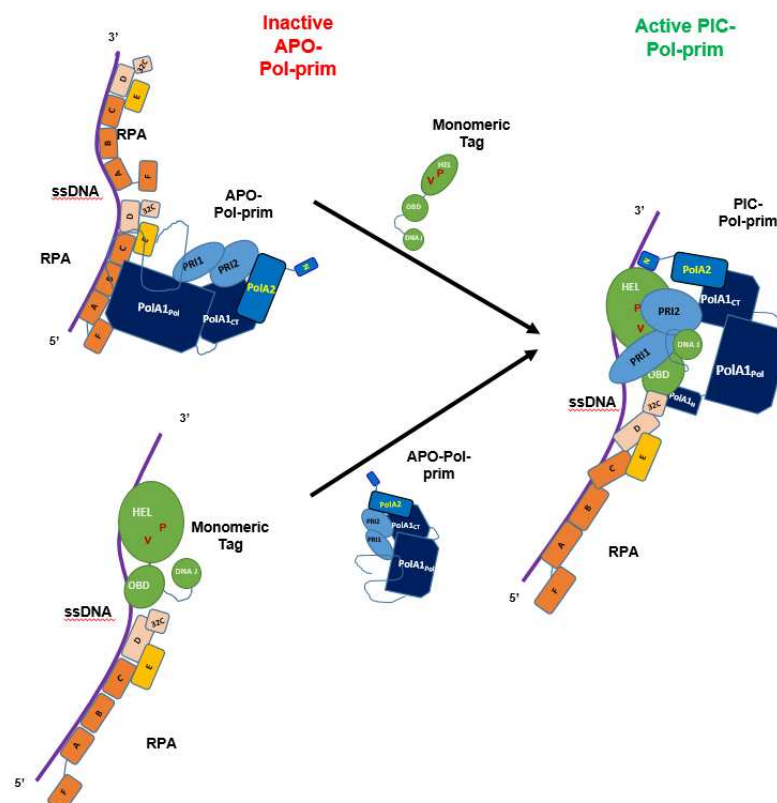 Inactive
APO-
Pol-prim
Active PIC-
Pol-prim
3'
32C
D
E
C
RPA
B
A
F
ssDNA
D
32C
E
C
RPA
B
A
F
5'
APO-
Pol-prim
PRI1
PRI2
PolA2
N
PolA1Pol
PolA1CT
Monomeric
Tag
HEL
P
V
OBD
DNA J
3'
PIC-
Pol-prim
N
PolA2
HEL
PolA1CT
P
PRI2
V
DNA J
PRI1
PolA1Pol
OBD
ssDNA
32C
PolA1N
D
E
C
B
A
RPA
F
5'
3'
HEL
P
V
Monomeric
Tag
DNA J
OBD
ssDNA
32C
D
E
C
B
A
RPA
F
5'
APO-Pol-
prim
PolA2
PRI2
PolA1CT
PRI1
PolA1Pol